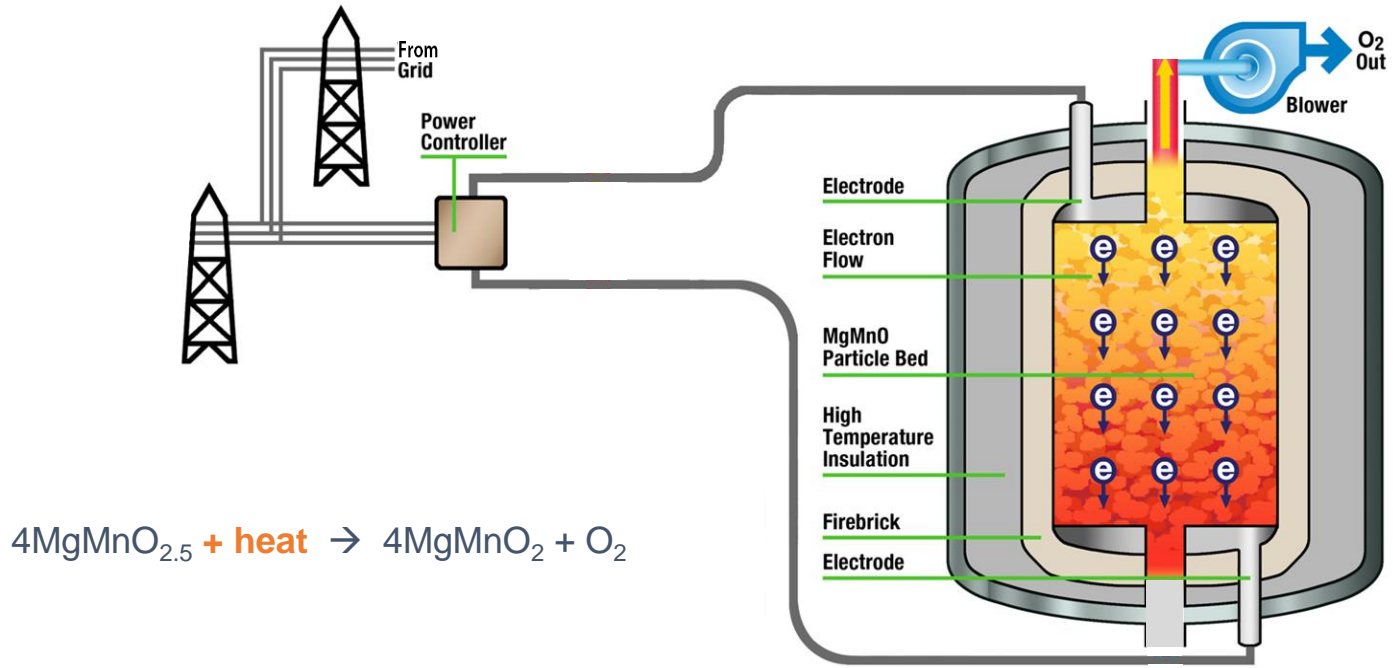 From
Grid
Power
Controller
O2
Out
Blower
Electrode
Electron
Flow
e e e
e e e
MgMnO
Particle Bed
e e e
High
Temperature
Insulation
e e e
Firebrick
Electrode
4MgMnO2.5 + heat → 4MgMnO2 + O2